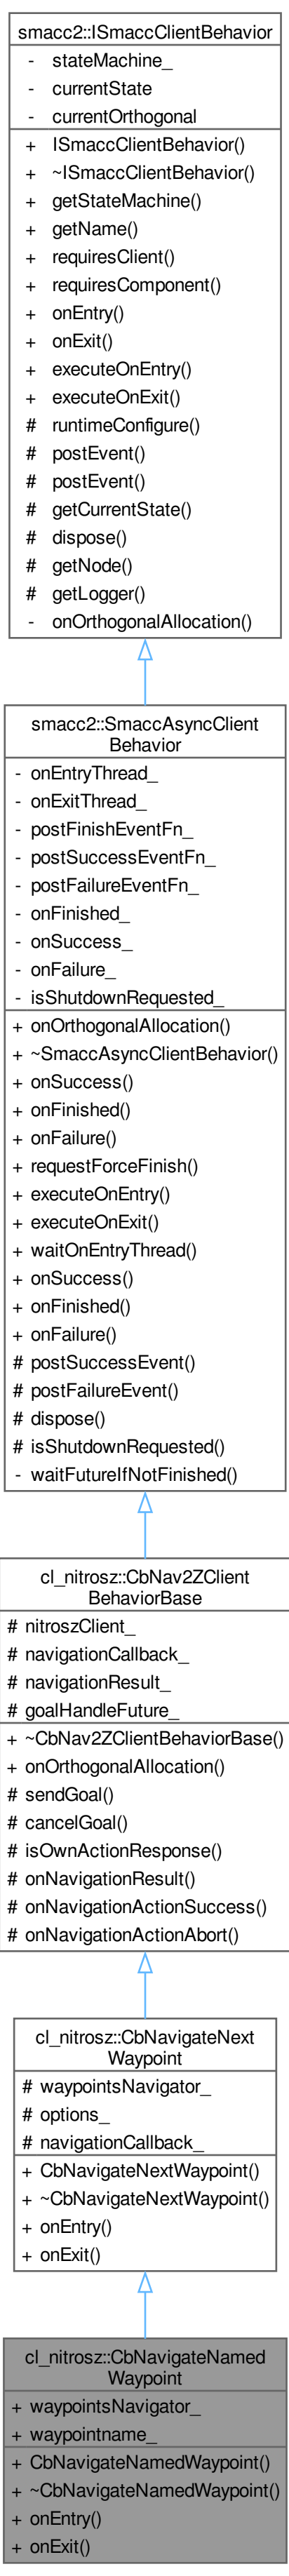 smacc2::ISmaccClientBehavior
- stateMachine_
- currentState
- currentOrthogonal
+ ISmaccClientBehavior()
+ ~ISmaccClientBehavior()
+ getStateMachine()
+ getName()
+ requiresClient()
+ requiresComponent()
+ onEntry()
+ onExit()
+ executeOnEntry()
+ executeOnExit()
# runtimeConfigure()
# postEvent()
# postEvent()
# getCurrentState()
# dispose()
# getNode()
# getLogger()
- onOrthogonalAllocation()
smacc2::SmaccAsyncClient
Behavior
- onEntryThread_
- onExitThread_
- postFinishEventFn_
- postSuccessEventFn_
- postFailureEventFn_
- onFinished_
- onSuccess_
- onFailure_
- isShutdownRequested_
+ onOrthogonalAllocation()
+ ~SmaccAsyncClientBehavior()
+ onSuccess()
+ onFinished()
+ onFailure()
+ requestForceFinish()
+ executeOnEntry()
+ executeOnExit()
+ waitOnEntryThread()
+ onSuccess()
+ onFinished()
+ onFailure()
# postSuccessEvent()
# postFailureEvent()
# dispose()
# isShutdownRequested()
- waitFutureIfNotFinished()
cl_nitrosz::CbNav2ZClient
BehaviorBase
# nitroszClient_
# navigationCallback_
# navigationResult_
# goalHandleFuture_
+ ~CbNav2ZClientBehaviorBase()
+ onOrthogonalAllocation()
# sendGoal()
# cancelGoal()
# isOwnActionResponse()
# onNavigationResult()
# onNavigationActionSuccess()
# onNavigationActionAbort()
cl_nitrosz::CbNavigateNext
Waypoint
# waypointsNavigator_
# options_
# navigationCallback_
+ CbNavigateNextWaypoint()
+ ~CbNavigateNextWaypoint()
+ onEntry()
+ onExit()
cl_nitrosz::CbNavigateNamed
Waypoint
+ waypointsNavigator_
+ waypointname_
+ CbNavigateNamedWaypoint()
+ ~CbNavigateNamedWaypoint()
+ onEntry()
+ onExit()